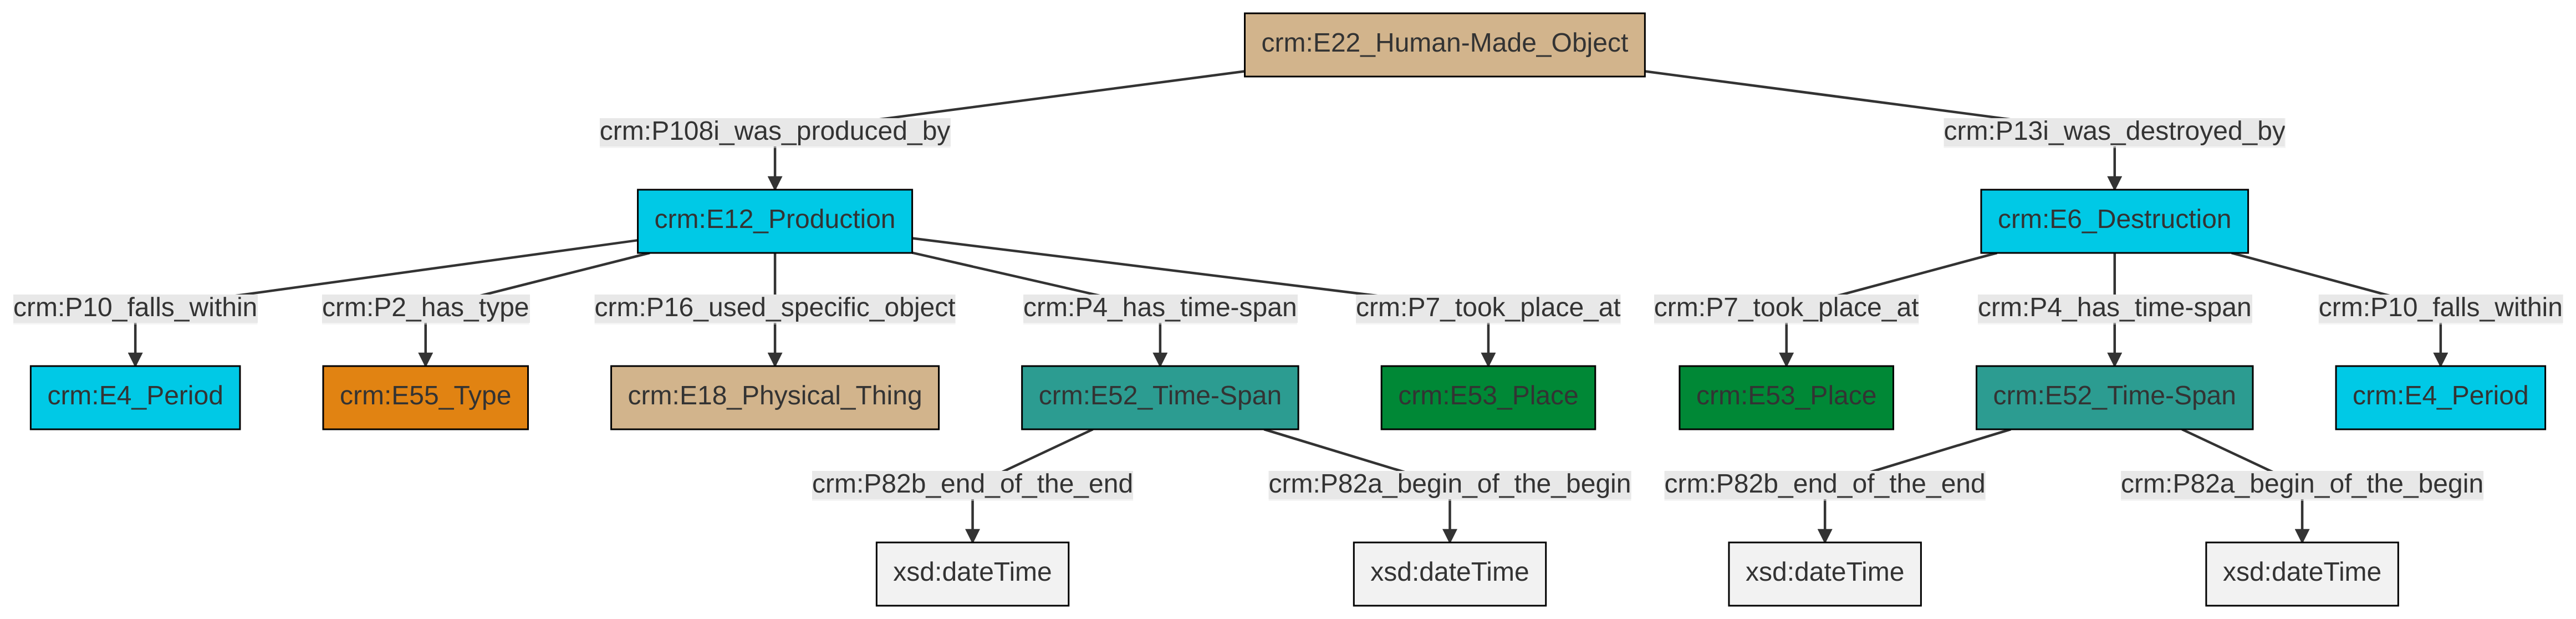 crm:E22_Human-Made_Object
crm:P108i_was_produced_by
crm:P13i_was_destroyed_by
crm:E12_Production
crm:E6_Destruction
crm:P10_falls_within
crm:P2_has_type
crm:P16_used_specific_object
crm:P4_has_time-span
crm:P7_took_place_at
crm:P7_took_place_at
crm:P4_has_time-span
crm:P10_falls_within
crm:E4_Period
crm:E55_Type
crm:E18_Physical_Thing
crm:E52_Time-Span
crm:E53_Place
crm:E53_Place
crm:E52_Time-Span
crm:E4_Period
crm:P82b_end_of_the_end
crm:P82a_begin_of_the_begin
crm:P82b_end_of_the_end
crm:P82a_begin_of_the_begin
xsd:dateTime
xsd:dateTime
xsd:dateTime
xsd:dateTime